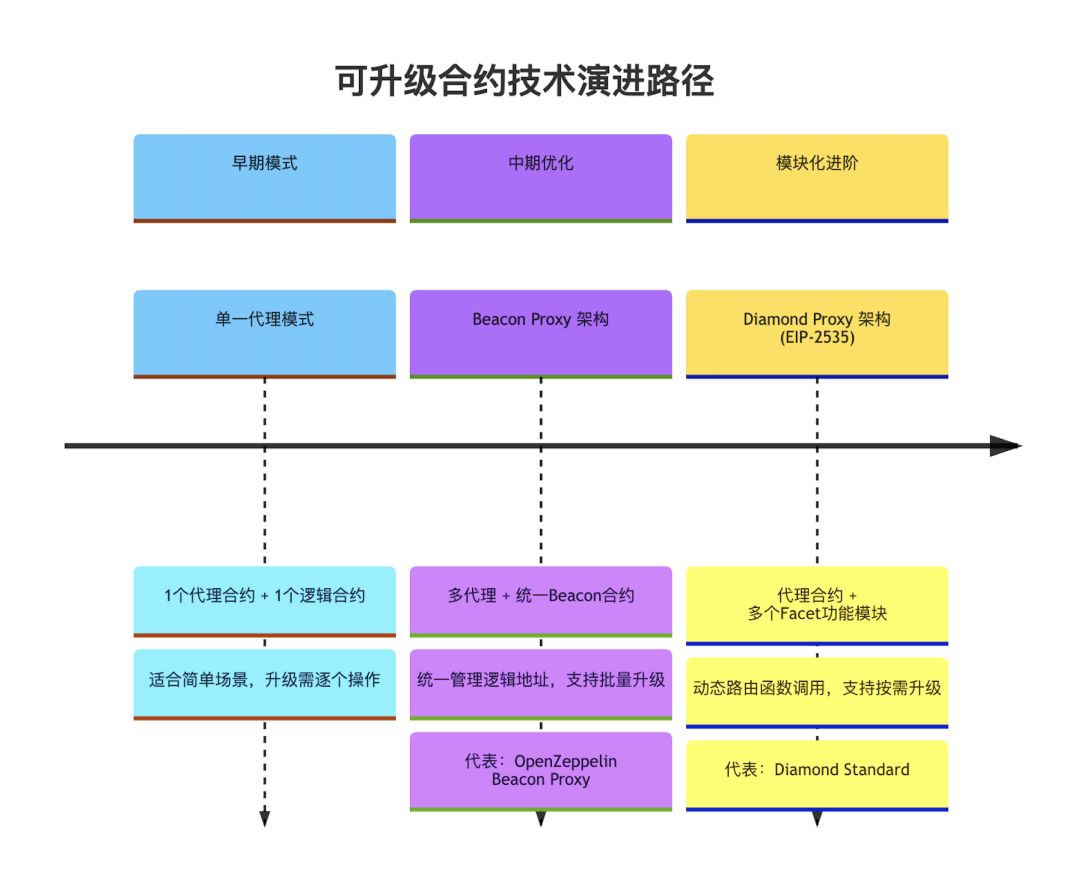 可升级合约技术演进路径
早期模式
中期优化
模块化进阶
单一代理模式
Beacon Proxy 架构
Diamond Proxy 架构
(EIP-2535)
1个代理合约 + 1个逻辑合约
多代理 + 统一Beacon合约
代理合约 +
多个Facet功能模块
适合简单场景，升级需逐个操作
统一管理逻辑地址，支持批量升级
动态路由函数调用，支持按需升级
代表：OpenZeppelin
Beacon Proxy
代表：Diamond Standard